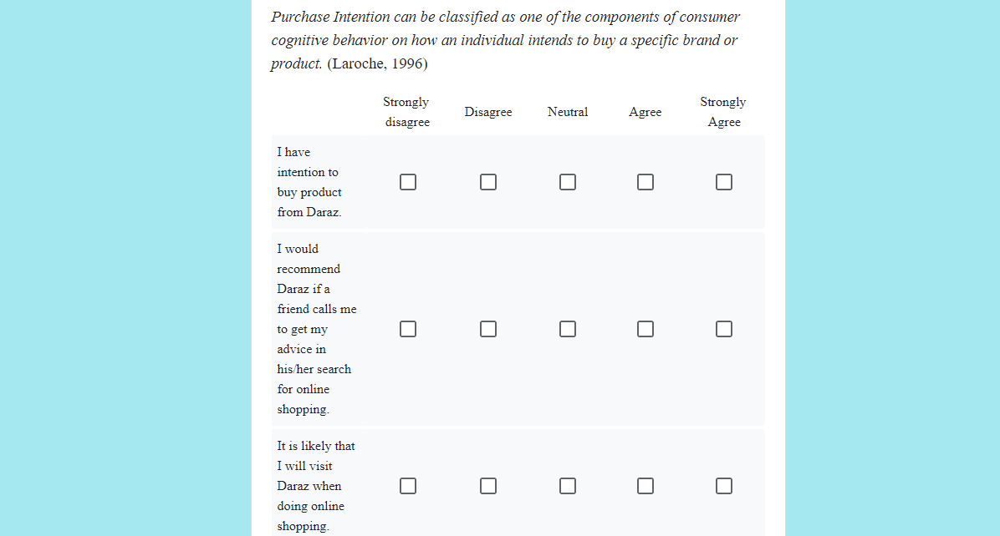 Purchase Intention can be classified as one of the components of consumer
cognitive behavior on how an individual intends to buy a specific brand or
product. (Laroche, 1996)
Strongly
disagree
Disagree
Neutral
Agree
Strongly
Agree
I have
intention to
buy product
from Daraz.
I would
recommend
Daraz if a
friend calls me
to get my
advice in
his/her search
for online
shopping.
It is likely that
I will visit
Daraz when
doing online
shopping.